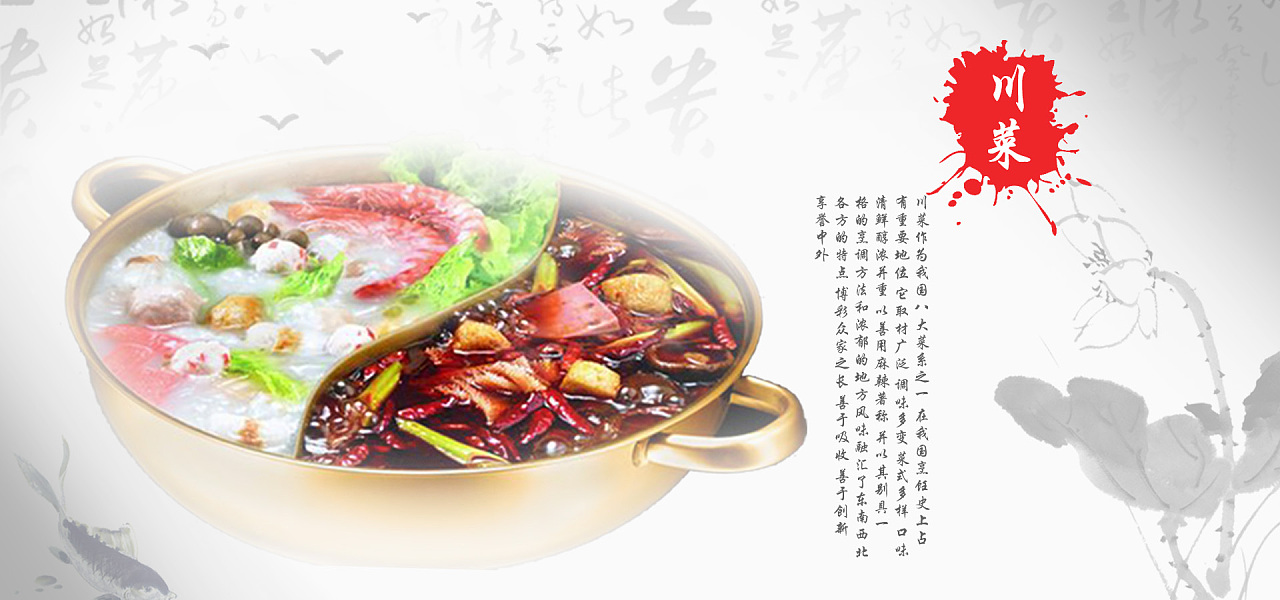 川菜
川菜作为我国八大菜系之一 在我国烹饪史上占
有重要地位 它取材广泛 调味多变 菜式多样 口味
清鲜醇浓并重 以善用麻辣著称 并以其别具一
格的烹调方法和浓郁的地方风味 融汇了东南西北
各方的特点 博彩众家之长 善于吸收 善于创新
享誉中外